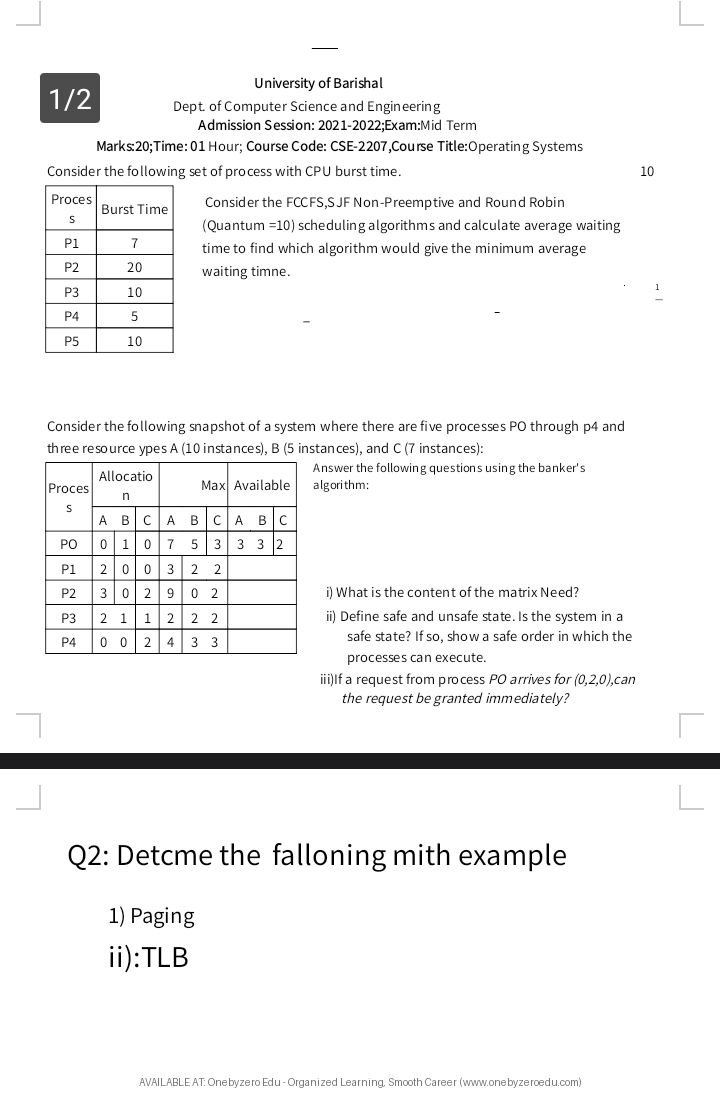 1/2
University of Barishal
Dept. of Computer Science and Engineering
Admission Session: 2021-2022;Exam:Mid Term
Marks:20;Time: 01 Hour; Course Code: CSE-2207,Course Title:Operating Systems
Consider the following set of process with CPU burst time. 10
Proces
s
Burst Time
P1 7
P2 20
P3 10
P4 5
P5 10
Consider the FCCFS,SJF Non-Preemptive and Round Robin
(Quantum =10) scheduling algorithms and calculate average waiting
time to find which algorithm would give the minimum average
waiting timne.
1
Consider the following snapshot of a system where there are five processes PO through p4 and
three resource ypes A (10 instances), B (5 instances), and C (7 instances):
Proces
s
Allocatio
n
Max Available
A B C A B C A B C
PO 0 1 0 7 5 3 3 3 2
P1 2 0 0 3 2 2
P2 3 0 2 9 0 2
P3 2 1 1 2 2 2
P4 0 0 2 4 3 3
Answer the following questions using the banker's
algorithm:
i) What is the content of the matrix Need?
ii) Define safe and unsafe state. Is the system in a
safe state? If so, show a safe order in which the
processes can execute.
iii)If a request from process PO arrives for (0,2,0),can
the request be granted immediately?
Q2: Detcme the falloning mith example
1) Paging
ii):TLB
AVAILABLE AT: Onebyzero Edu - Organized Learning, Smooth Career (www.onebyzeroedu.com)